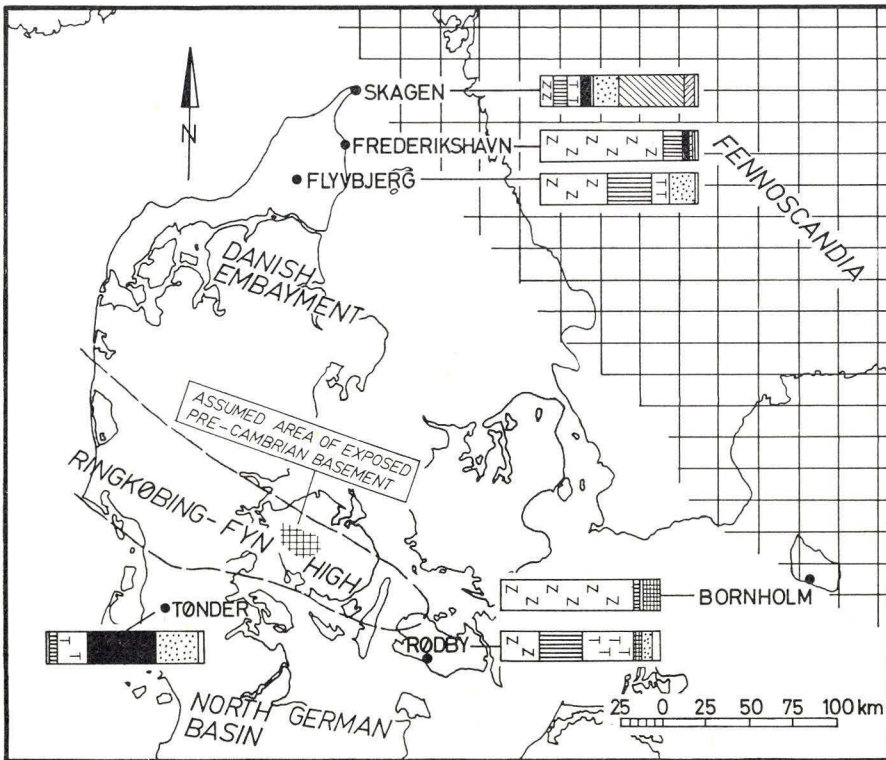 SKAGEN
N
FREDERIKSHAVN
FLYVBJERG
FENNOSCANDIA
DANISH
EMBAYMENT
ASSUMED AREA OF EXPOSED
PRE-CAMBRIAN BASEMENT
RINGKØBING-FYN HIGH
BORNHOLM
TØNDER
RØDBY
NORTH GERMAN
BASIN
25 0 25 50 75 100 km